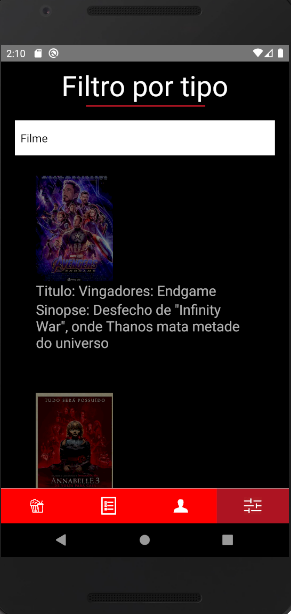 2:10
Filtro por tipo
Filme
Titulo: Vingadores: Endgame
Sinopse: Desfecho de "Infinity
War", onde Thanos mata metade
do universo
TUDO SERÁ POSSUÍDO
ANNABELLE 3